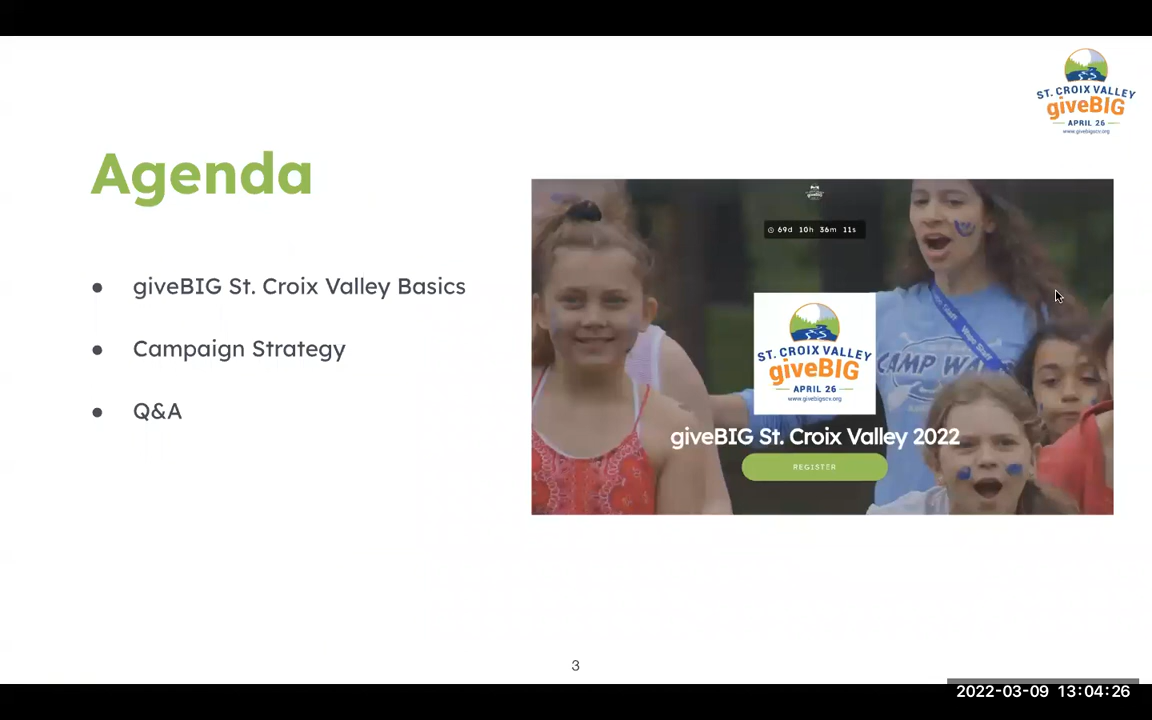 ST. CROIX VALLEY
giveBIG
APRIL 26
www.givebigscv.org
Agenda
● giveBIG St. Croix Valley Basics
● Campaign Strategy
● Q&A
giveBIG
69d 10h 36m 11s
ST. CROIX VALLEY
giveBIG
APRIL 26
www.givebigscv.org
CAMP WA
giveBIG St. Croix Valley 2022
REGISTER
3
2022-03-09 13:04:26